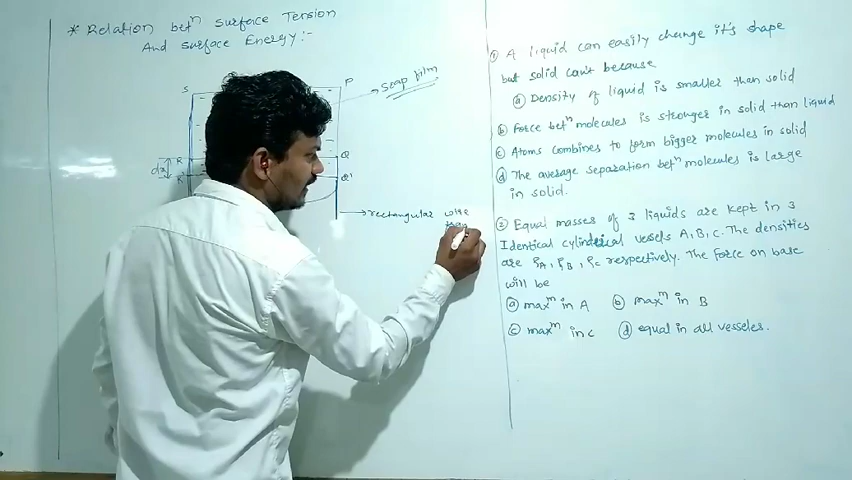 * Relation betⁿ surface Tension
And surface Energy:-
S
P
soap film
R
Q
dx
R
Q'
rectangular wire
① A liquid can easily change it's shape
but solid can't because
ⓐ Density of liquid is smaller than solid
ⓑ Force betⁿ molecules is stronger in solid than liquid
ⓒ Atoms combines to form bigger molecules in solid
ⓓ The average separation betⁿ molecules is large
in solid.
② Equal masses of 3 liquids are kept in 3
Identical cylindrical vessels A, B, C. The densities
are ρA, ρB, ρC respectively. The force on base
will be
ⓐ maxᵐ in A ⓑ maxᵐ in B
ⓒ maxᵐ in C ⓓ equal in all vesseles.